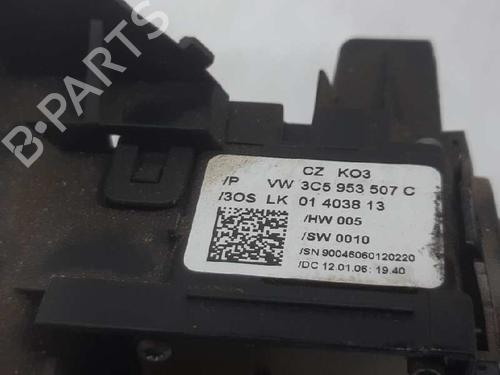 B-PARTS
CZ KO3
/P VW 3C5 953 507 C
/3OS LK 01 4038 13
/HW 005
/SW 0010
/SN 90046060120220
/DC 12.01.06; 19.40